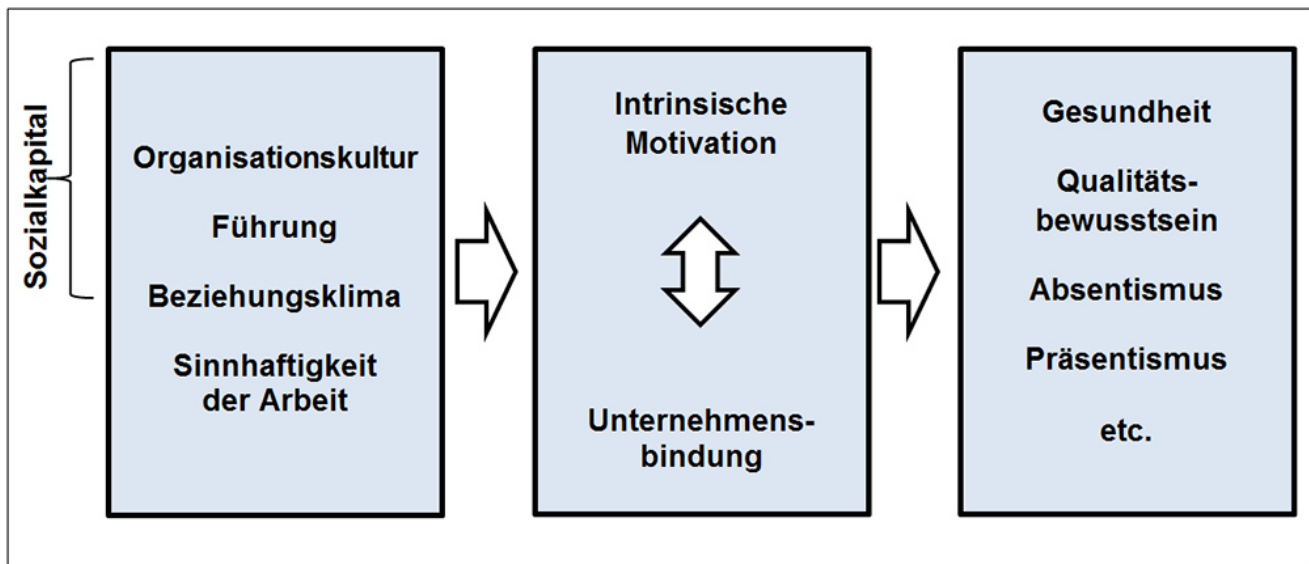 Sozialkapital
Organisationskultur
Führung
Beziehungsklima
Sinnhaftigkeit
der Arbeit
Intrinsische
Motivation
Unternehmens-
bindung
Gesundheit
Qualitäts-
bewusstsein
Absentismus
Präsentismus
etc.